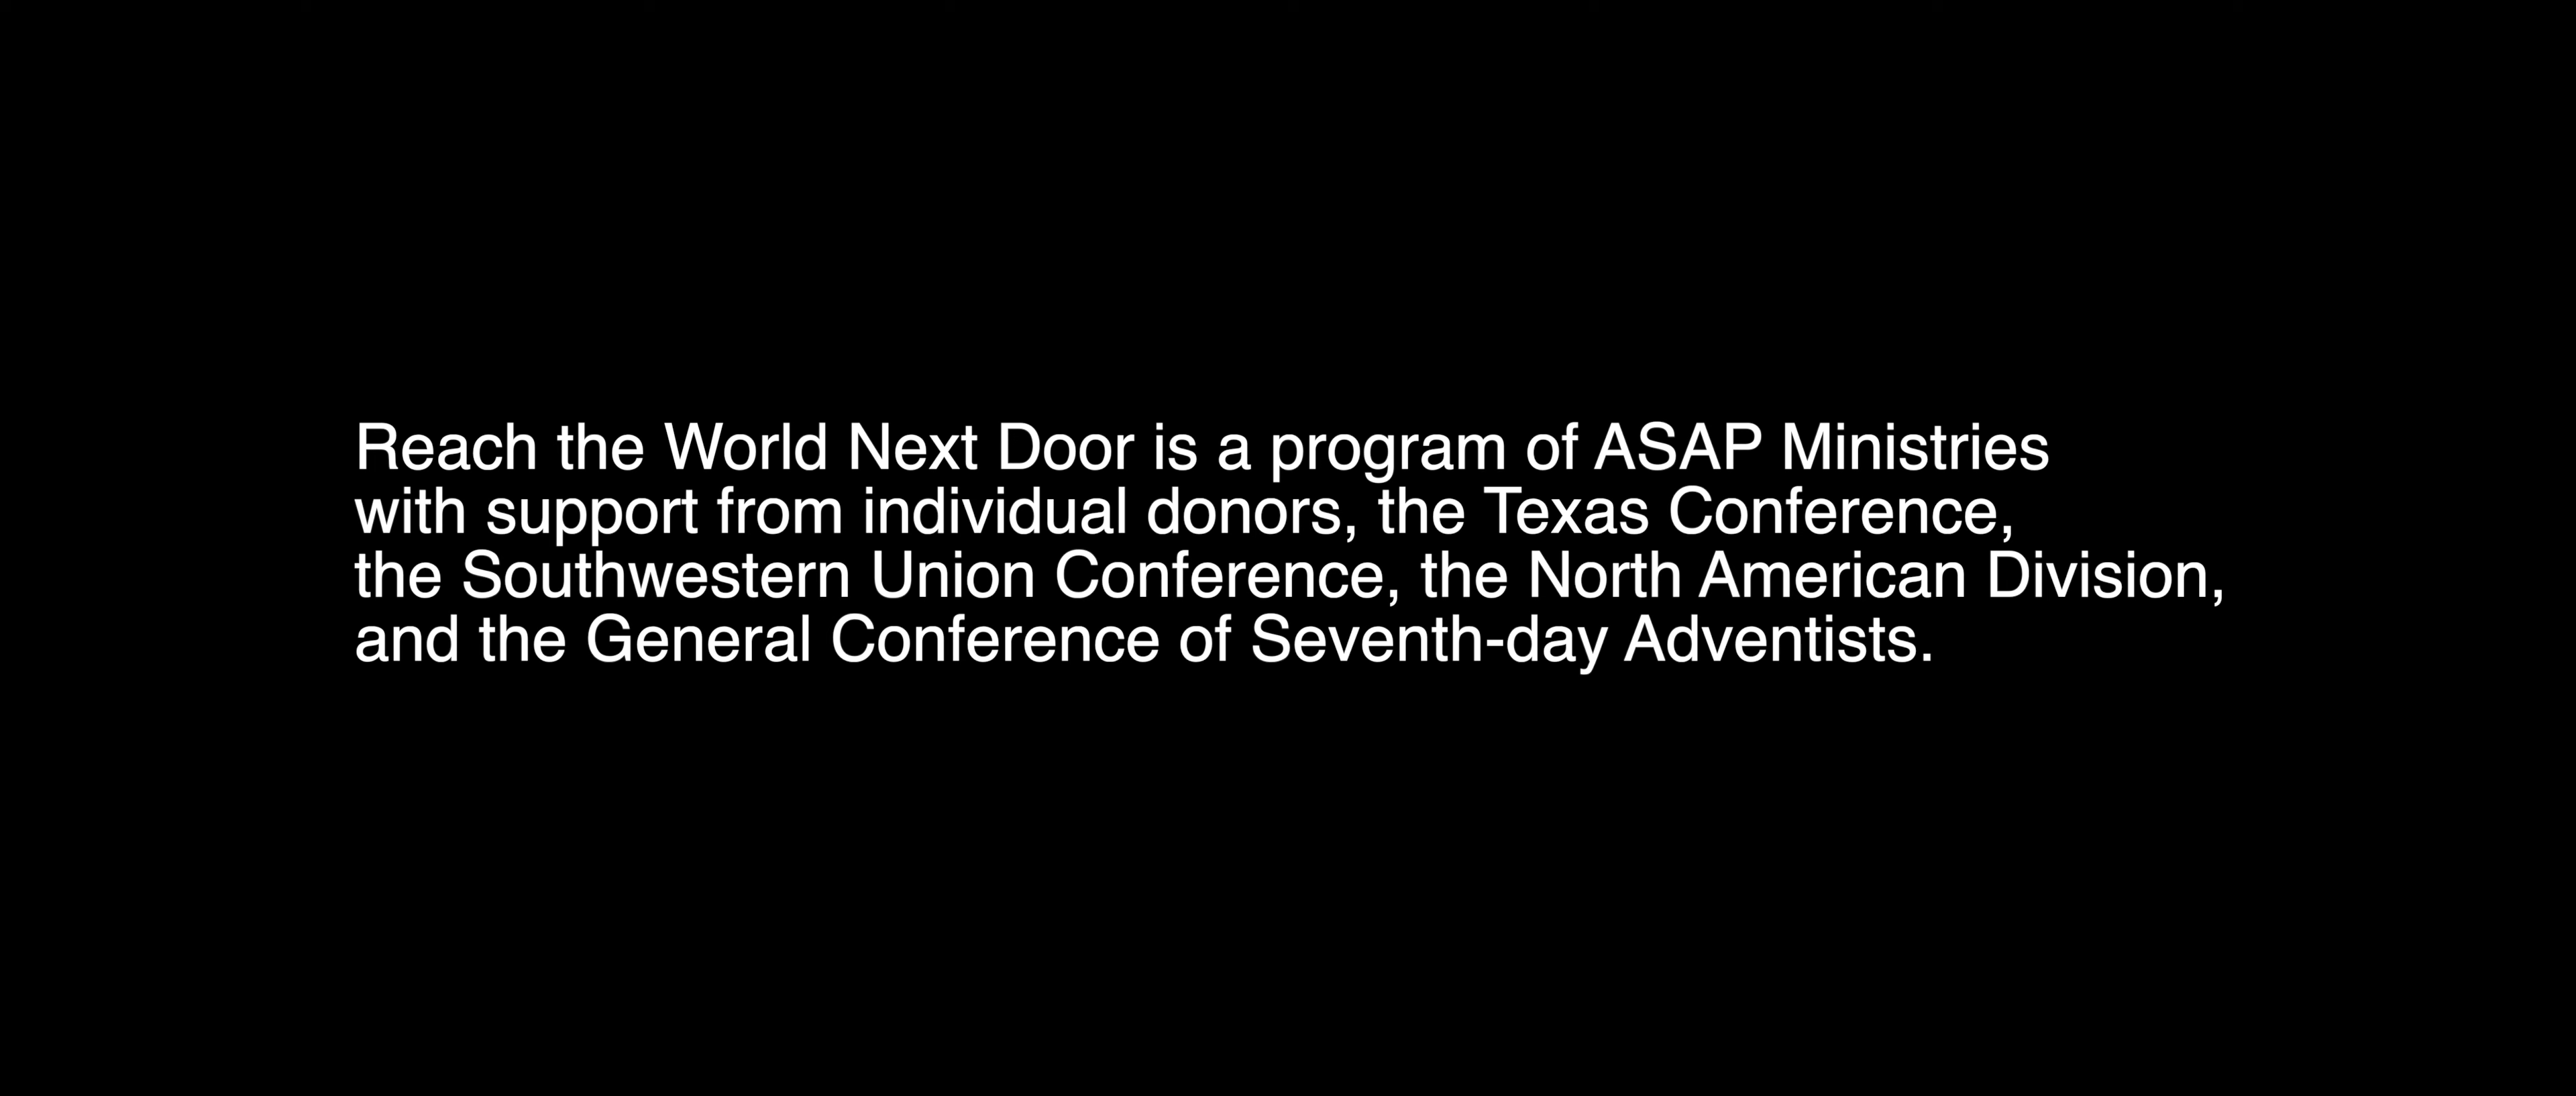 Reach the World Next Door is a program of ASAP Ministries
with support from individual donors, the Texas Conference,
the Southwestern Union Conference, the North American Division,
and the General Conference of Seventh-day Adventists.